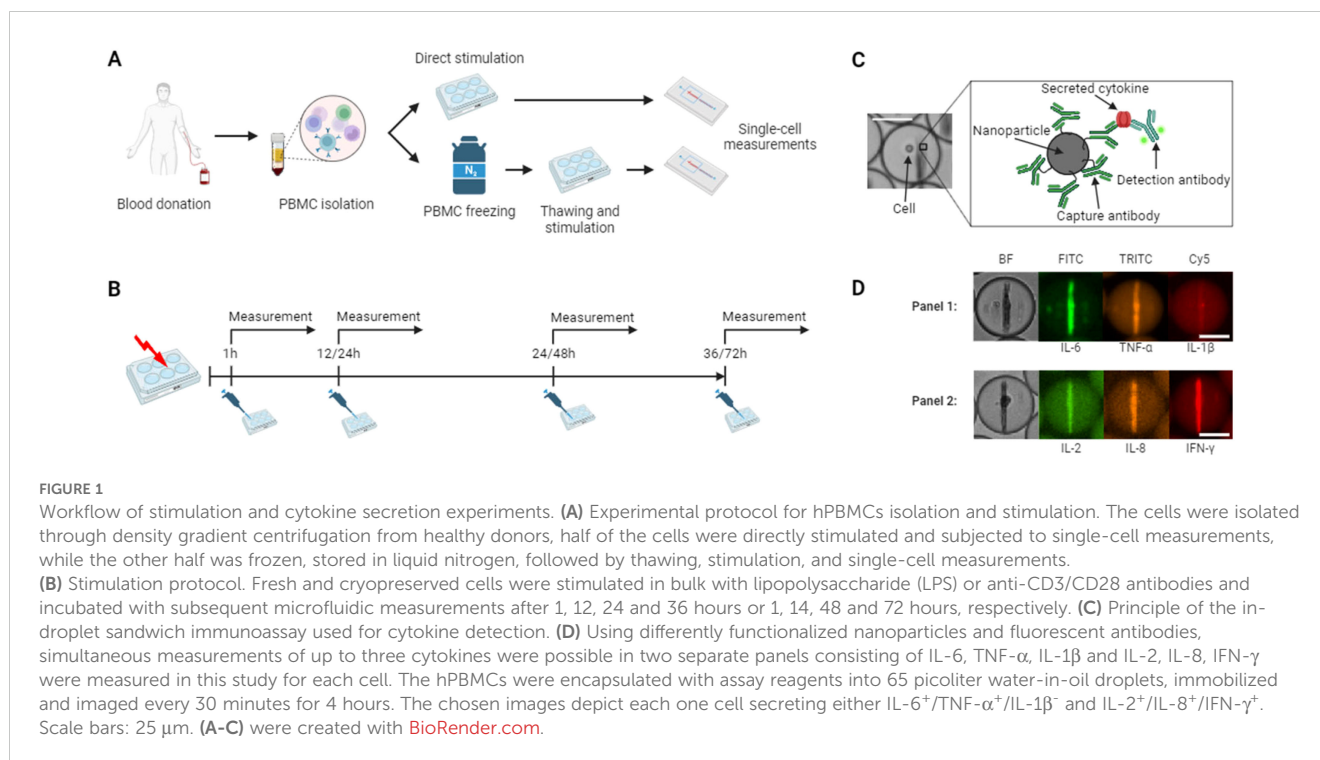 A
Direct stimulation
Blood donation
PBMC isolation
N₂
PBMC freezing
Thawing and
stimulation
Single-cell
measurements
B
Measurement
Measurement
Measurement
Measurement
1h
12/24h
24/48h
36/72h
C
Secreted cytokine
Nanoparticle
Detection antibody
Cell
Capture antibody
D
BF
FITC
TRITC
Cy5
Panel 1:
IL-6
TNF-α
IL-1β
Panel 2:
IL-2
IL-8
IFN-γ
FIGURE 1
Workflow of stimulation and cytokine secretion experiments. (A) Experimental protocol for hPBMCs isolation and stimulation. The cells were isolated
through density gradient centrifugation from healthy donors, half of the cells were directly stimulated and subjected to single-cell measurements,
while the other half was frozen, stored in liquid nitrogen, followed by thawing, stimulation, and single-cell measurements.
(B) Stimulation protocol. Fresh and cryopreserved cells were stimulated in bulk with lipopolysaccharide (LPS) or anti-CD3/CD28 antibodies and
incubated with subsequent microfluidic measurements after 1, 12, 24 and 36 hours or 1, 14, 48 and 72 hours, respectively. (C) Principle of the in-
droplet sandwich immunoassay used for cytokine detection. (D) Using differently functionalized nanoparticles and fluorescent antibodies,
simultaneous measurements of up to three cytokines were possible in two separate panels consisting of IL-6, TNF-α, IL-1β and IL-2, IL-8, IFN-γ
were measured in this study for each cell. The hPBMCs were encapsulated with assay reagents into 65 picoliter water-in-oil droplets, immobilized
and imaged every 30 minutes for 4 hours. The chosen images depict each one cell secreting either IL-6⁺/TNF-α⁺/IL-1β⁻ and IL-2⁺/IL-8⁺/IFN-γ⁺.
Scale bars: 25 μm. (A-C) were created with BioRender.com.